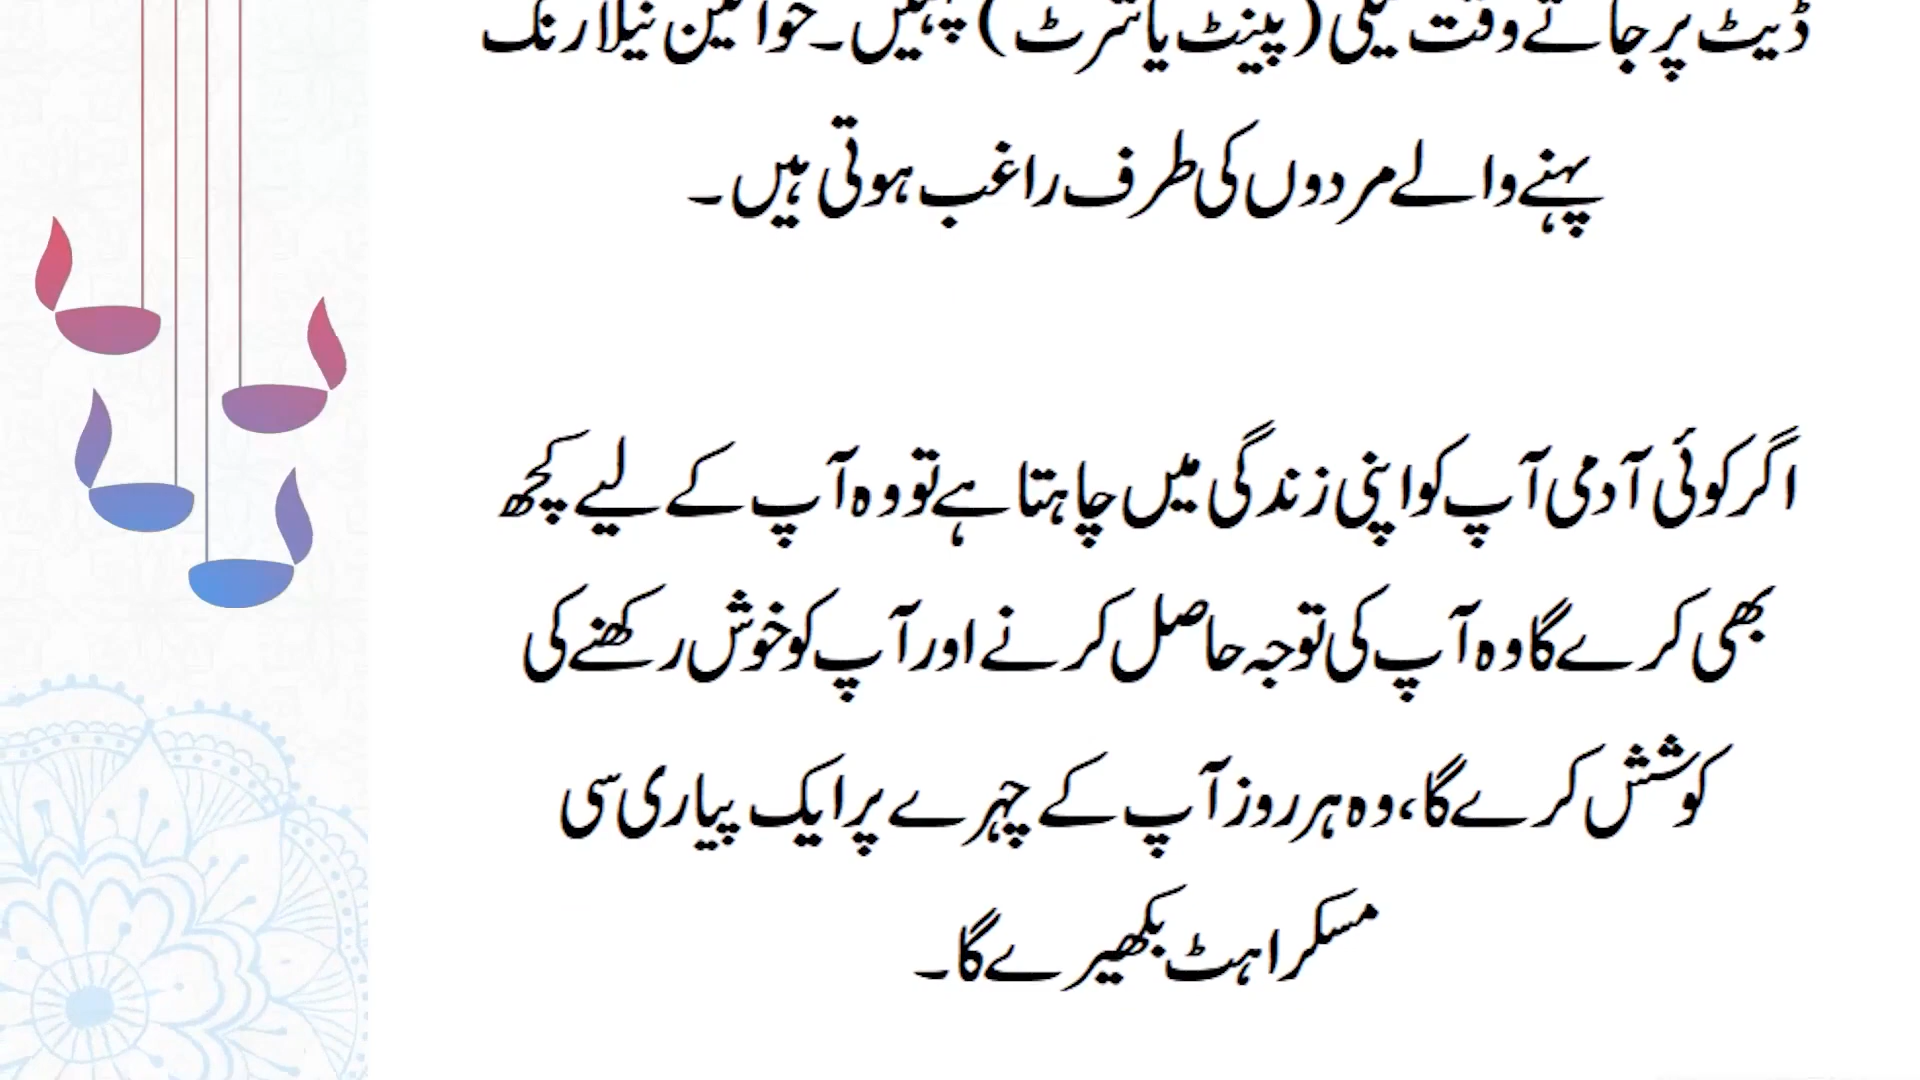 ڈیٹ پر جاتے وقت نیلی (پینٹ یا شرٹ) پہنیں۔ خواتین نیلا رنگ
پہنے والے مردوں کی طرف راغب ہوتی ہیں۔
اگر کوئی آدمی آپ کو اپنی زندگی میں چاہتا ہے تو وہ آپ کے لیے کچھ
بھی کرے گا وہ آپ کی توجہ حاصل کرنے اور آپ کو خوش رکھنے کی
کوشش کرے گا، وہ ہر روز آپ کے چہرے پر ایک پیاری سی
مسکراہٹ بکھیرے گا۔